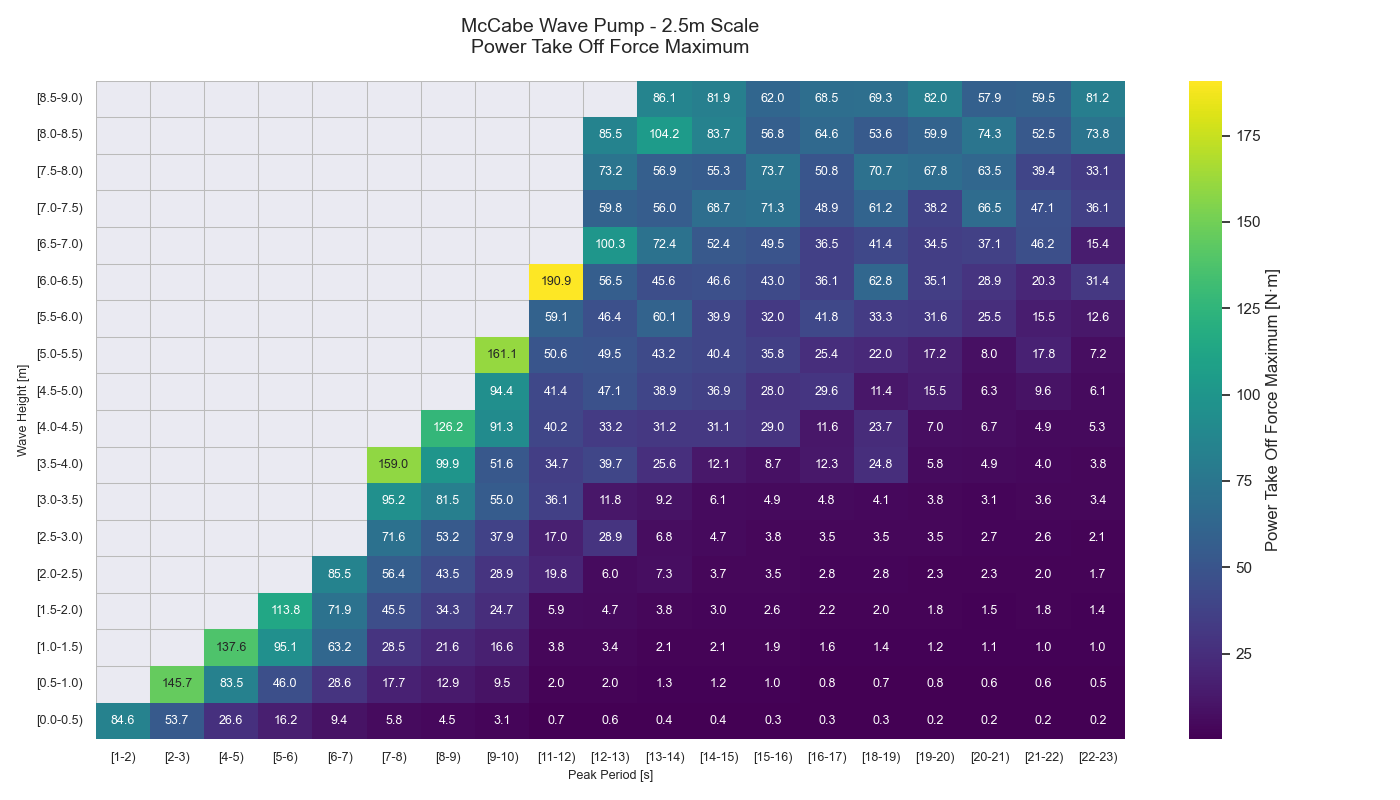 McCabe Wave Pump - 2.5m Scale
Power Take Off Force Maximum
[8.5-9.0) 86.1 81.9 62.0 68.5 69.3 82.0 57.9 59.5 81.2
[8.0-8.5) 85.5 104.2 83.7 56.8 64.6 53.6 59.9 74.3 52.5 73.8
[7.5-8.0) 73.2 56.9 55.3 73.7 50.8 70.7 67.8 63.5 39.4 33.1
[7.0-7.5) 59.8 56.0 68.7 71.3 48.9 61.2 38.2 66.5 47.1 36.1
[6.5-7.0) 100.3 72.4 52.4 49.5 36.5 41.4 34.5 37.1 46.2 15.4
[6.0-6.5) 190.9 56.5 45.6 46.6 43.0 36.1 62.8 35.1 28.9 20.3 31.4
[5.5-6.0) 59.1 46.4 60.1 39.9 32.0 41.8 33.3 31.6 25.5 15.5 12.6
[5.0-5.5) 161.1 50.6 49.5 43.2 40.4 35.8 25.4 22.0 17.2 8.0 17.8 7.2
[4.5-5.0) 94.4 41.4 47.1 38.9 36.9 28.0 29.6 11.4 15.5 6.3 9.6 6.1
[4.0-4.5) 126.2 91.3 40.2 33.2 31.2 31.1 29.0 11.6 23.7 7.0 6.7 4.9 5.3
[3.5-4.0) 159.0 99.9 51.6 34.7 39.7 25.6 12.1 8.7 12.3 24.8 5.8 4.9 4.0 3.8
[3.0-3.5) 95.2 81.5 55.0 36.1 11.8 9.2 6.1 4.9 4.8 4.1 3.8 3.1 3.6 3.4
[2.5-3.0) 71.6 53.2 37.9 17.0 28.9 6.8 4.7 3.8 3.5 3.5 3.5 2.7 2.6 2.1
[2.0-2.5) 85.5 56.4 43.5 28.9 19.8 6.0 7.3 3.7 3.5 2.8 2.8 2.3 2.3 2.0 1.7
[1.5-2.0) 113.8 71.9 45.5 34.3 24.7 5.9 4.7 3.8 3.0 2.6 2.2 2.0 1.8 1.5 1.8 1.4
[1.0-1.5) 137.6 95.1 63.2 28.5 21.6 16.6 3.8 3.4 2.1 2.1 1.9 1.6 1.4 1.2 1.1 1.0 1.0
[0.5-1.0) 145.7 83.5 46.0 28.6 17.7 12.9 9.5 2.0 2.0 1.3 1.2 1.0 0.8 0.7 0.8 0.6 0.6 0.5
[0.0-0.5) 84.6 53.7 26.6 16.2 9.4 5.8 4.5 3.1 0.7 0.6 0.4 0.4 0.3 0.3 0.3 0.2 0.2 0.2 0.2
[1-2) [2-3) [4-5) [5-6) [6-7) [7-8) [8-9) [9-10) [11-12) [12-13) [13-14) [14-15) [15-16) [16-17) [18-19) [19-20) [20-21) [21-22) [22-23)
Peak Period [s]
Wave Height [m]
175
150
125
100
75
50
25
Power Take Off Force Maximum [N·m]